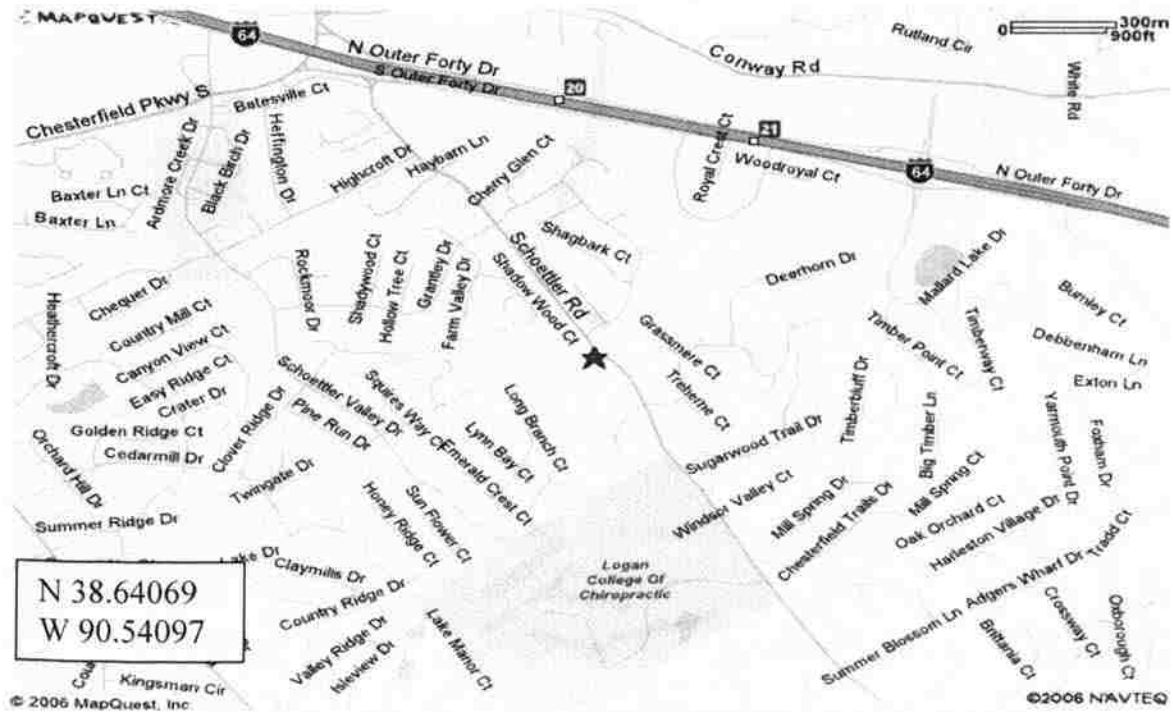 MAPQUEST
300m
0
900ft
64
N Outer Forty Dr
S Outer Forty Dr
Conway Rd
Rutland Cir
White Rd
20
21
Chesterfield Pkwy S
Batesville Ct
Heffington Dr
Ardmore Creek Dr
Black Birch Dr
Highcroft Dr
Haybarn Ln
Cherry Glen Ct
Royal Crest Ct
Woodroyal Ct
64
N Outer Forty Dr
Baxter Ln Ct
Baxter Ln
Schoettler Rd
Shagbark Ct
Shadow Wood Ct
Deerhorn Dr
Mallard Lake Dr
Burnley Ct
Heathercroft Dr
Chequer Dr
Country Mill Ct
Canyon View Ct
Easy Ridge Ct
Crater Dr
Golden Ridge Ct
Cedarmill Dr
Orchard Hill Dr
Rockmoor Dr
Shadywood Ct
Hollow Tree Ct
Grantley Dr
Farm Valley Dr
Grassmere Ct
Treherne Ct
Timber Point Ct
Timberway Ct
Debbenham Ln
Exton Ln
Schoettler Valley Dr
Squires Way Ct
Pine Run Dr
Clover Ridge Dr
Long Branch Ct
Lynn Bay Ct
Emerald Crest Ct
Timberbluff Dr
Big Timber Ln
Yarmouth Point Dr
Foxham Dr
Sugarwood Trail Dr
Twingate Dr
Honey Ridge Ct
Sun Flower Ct
Windsor Valley Ct
Mill Spring Dr
Mill Spring Ct
Chesterfield Trails Dr
Oak Orchard Ct
Harleston Village Dr
Summer Ridge Dr
Lake Dr
Claymills Dr
Country Ridge Dr
Valley Ridge Dr
Isleview Dr
Lake Manor Ct
Logan
College Of
Chiropractic
Summer Blossom Ln
Adgers Wharf Dr
Tradd Ct
Brittania Ct
Crossway Ct
Oxborough Ct
N 38.64069
W 90.54097
Kingsman Cir
© 2006 MapQuest, Inc
©2006 NAVTEQ